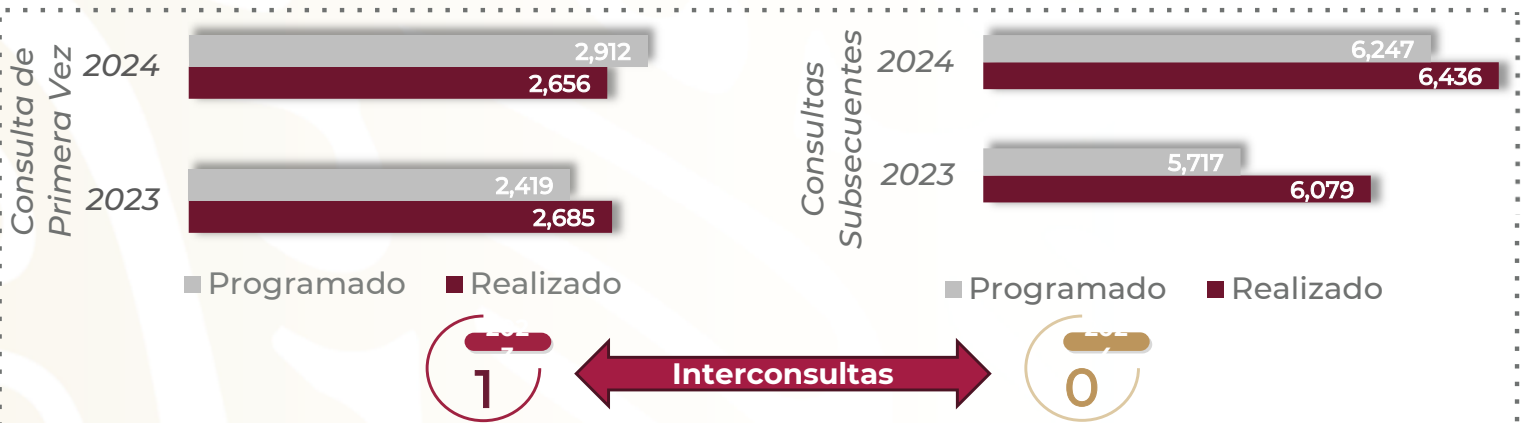 Consulta de
Primera Vez
2024
2,912
2,656
2023
2,419
2,685
Programado
Realizado
Consultas
Subsecuentes
2024
6,247
6,436
2023
5,717
6,079
Programado
Realizado
1
Interconsultas
0